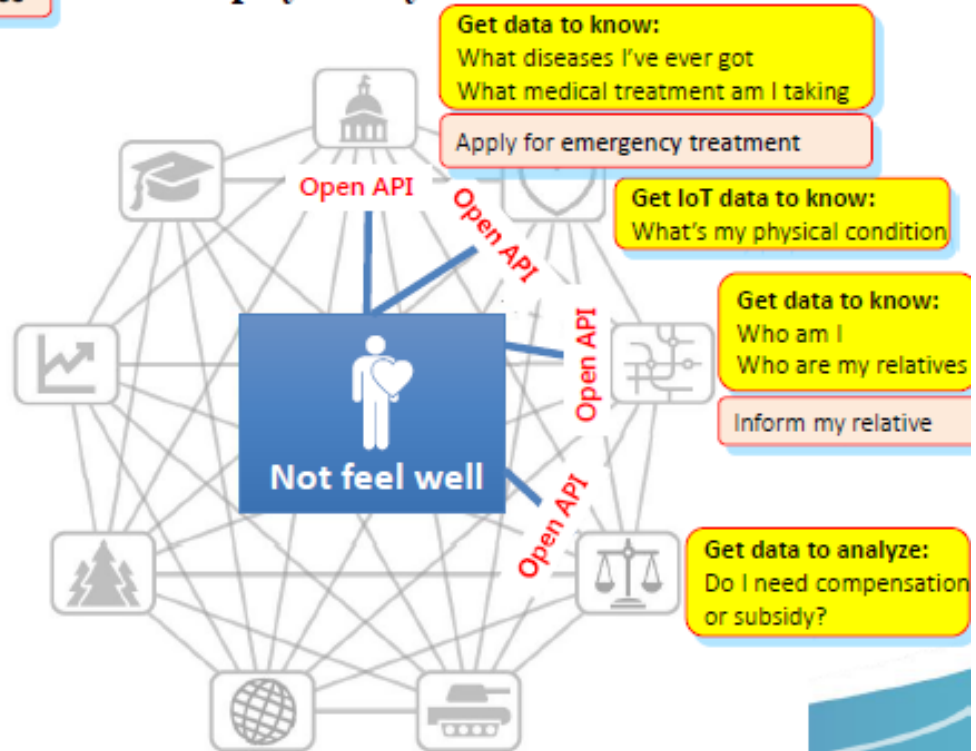 Get data to know:
What diseases I've ever got
What medical treatment am I taking
Apply for emergency treatment
Open API
Open API
Get IoT data to know:
What's my physical condition
Open API
Get data to know:
Who am I
Who are my relatives
Inform my relative
Not feel well
Open API
Get data to analyze:
Do I need compensation
or subsidy?